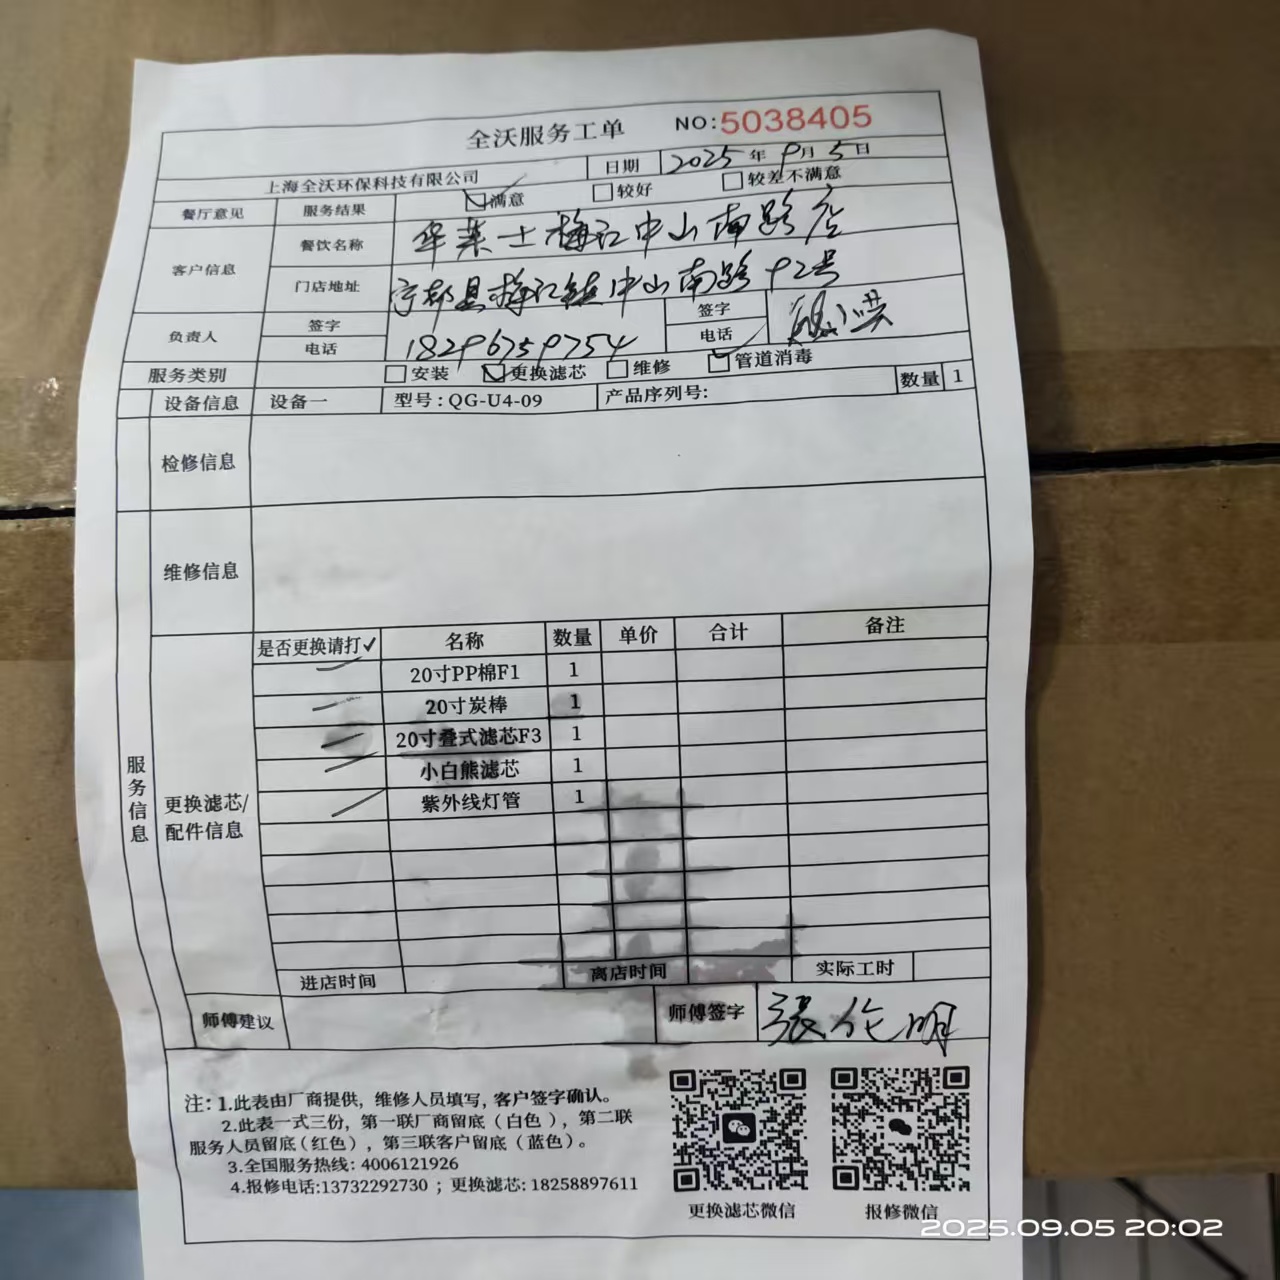 全沃服务工单 NO:5038405
上海全沃环保科技有限公司 日期 2025年9月5日
餐厅意见 服务结果 满意 较好 较差不满意
客户信息 餐饮名称 华莱士梅江中山南路店
门店地址 宁都县梅江镇中山南路42号
负责人 签字 签字
电话 18296759754 电话
服务类别 安装 更换滤芯 维修 管道消毒
设备信息 设备一 型号:QG-U4-09 产品序列号: 数量 1
检修信息
维修信息
服务信息
更换滤芯/
配件信息
是否更换请打✓ 名称 数量 单价 合计 备注
20寸PP棉F1 1
20寸炭棒 1
20寸叠式滤芯F3 1
小白熊滤芯 1
紫外线灯管 1
进店时间 离店时间 实际工时
师傅建议 师傅签字 张伦明
注: 1.此表由厂商提供，维修人员填写，客户签字确认。
2.此表一式三份，第一联厂商留底（白色），第二联
服务人员留底(红色)，第三联客户留底（蓝色）。
3.全国服务热线: 4006121926
4.报修电话:13732292730 ；更换滤芯: 18258897611
更换滤芯微信 报修微信
2025.09.05 20:02